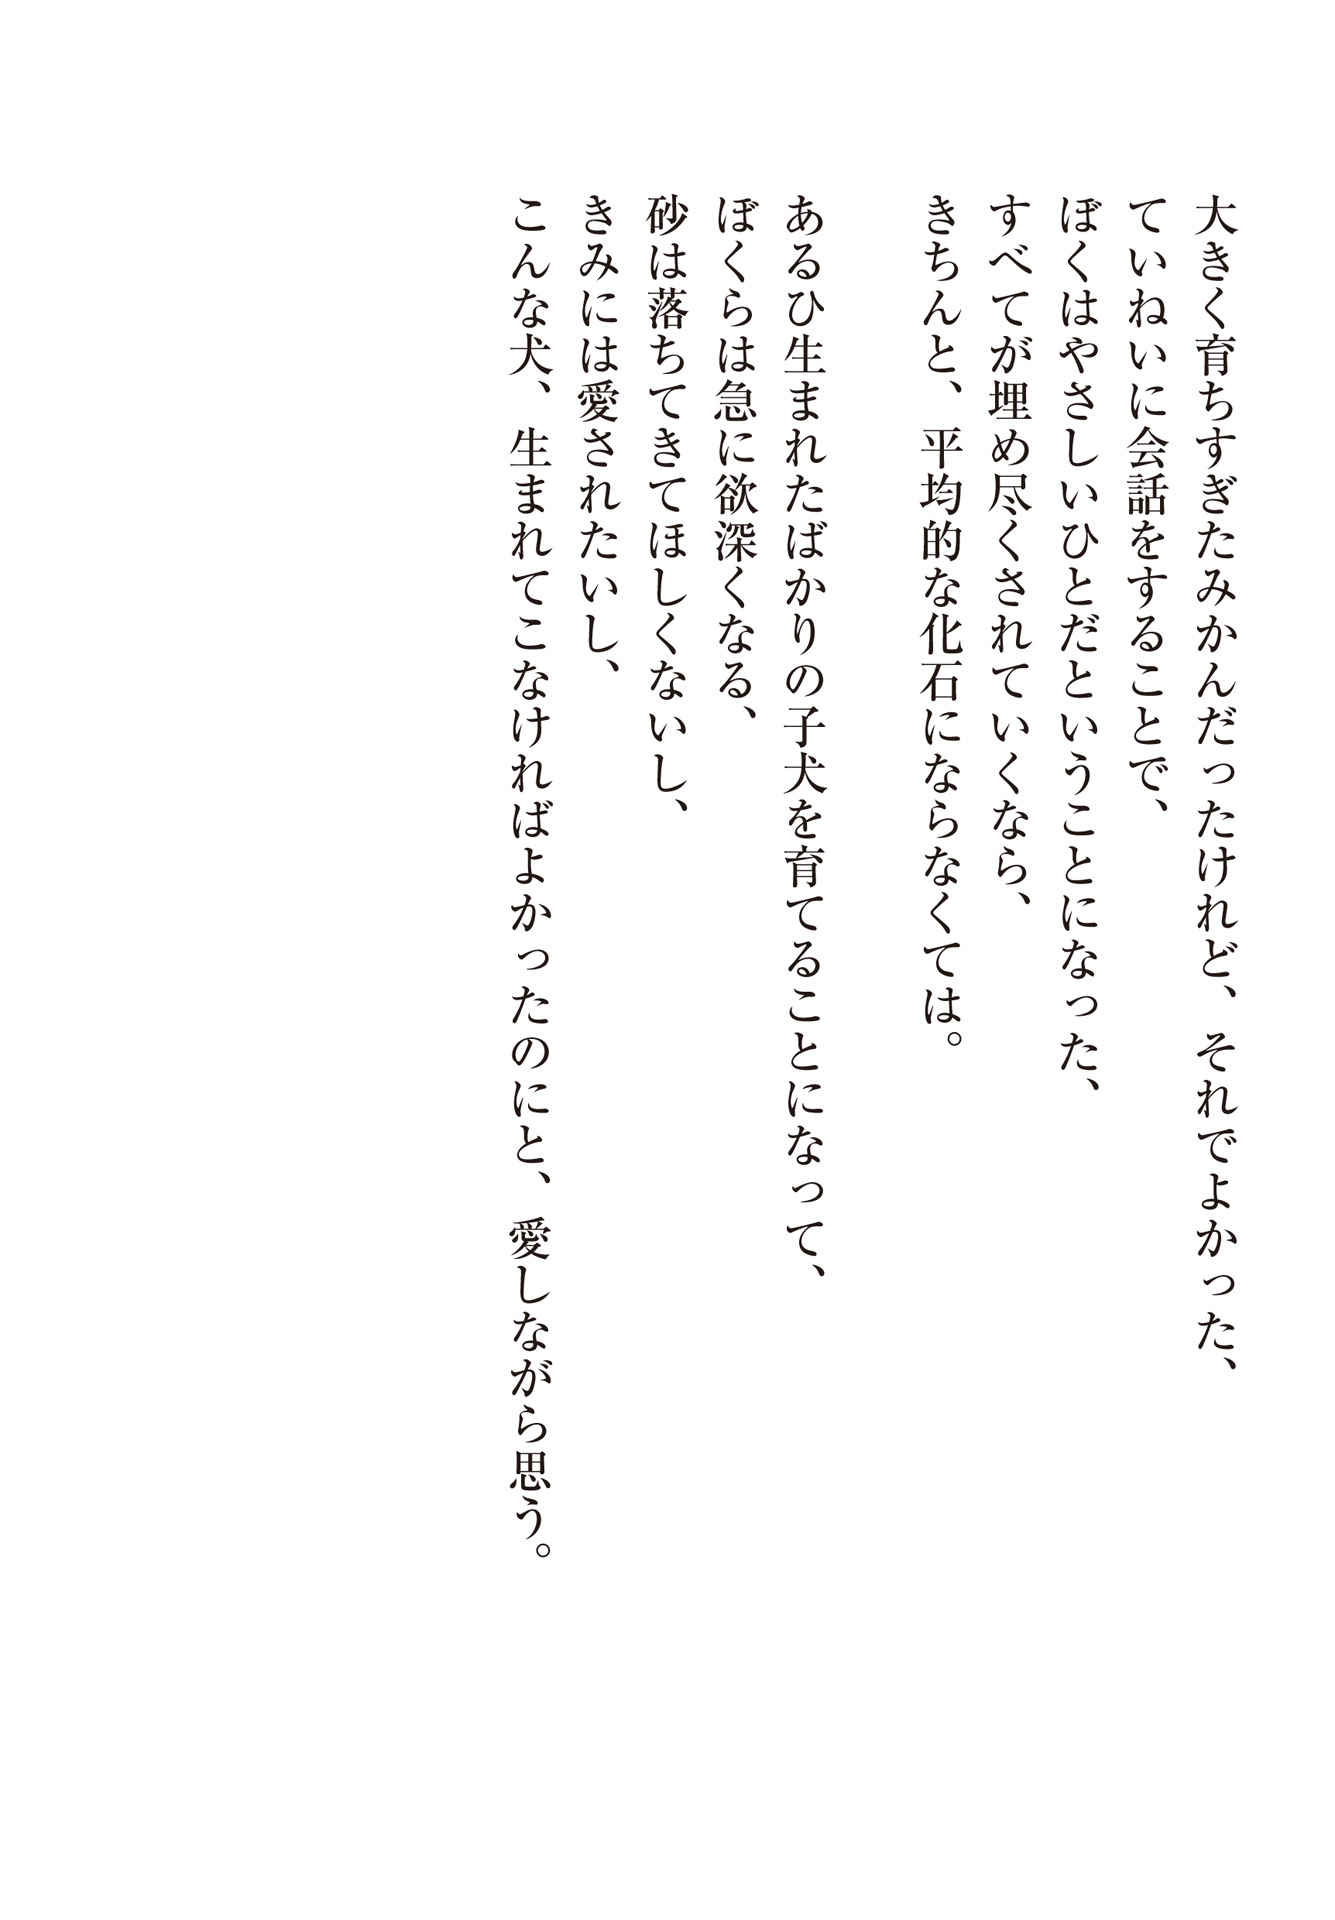 大きく育ちすぎたみかんだったけれど、それでよかった、
ていねいに会話をすることで、
ぼくはやさしいひとだということになった、
すべてが埋め尽くされていくなら、
きちんと、平均的な化石にならなくては。
あるひ生まれたばかりの子犬を育てることになって、
ぼくらは急に欲深くなる、
砂は落ちてきてほしくないし、
きみには愛されたいし、
こんな犬、生まれてこなければよかったのにと、愛しながら思う。